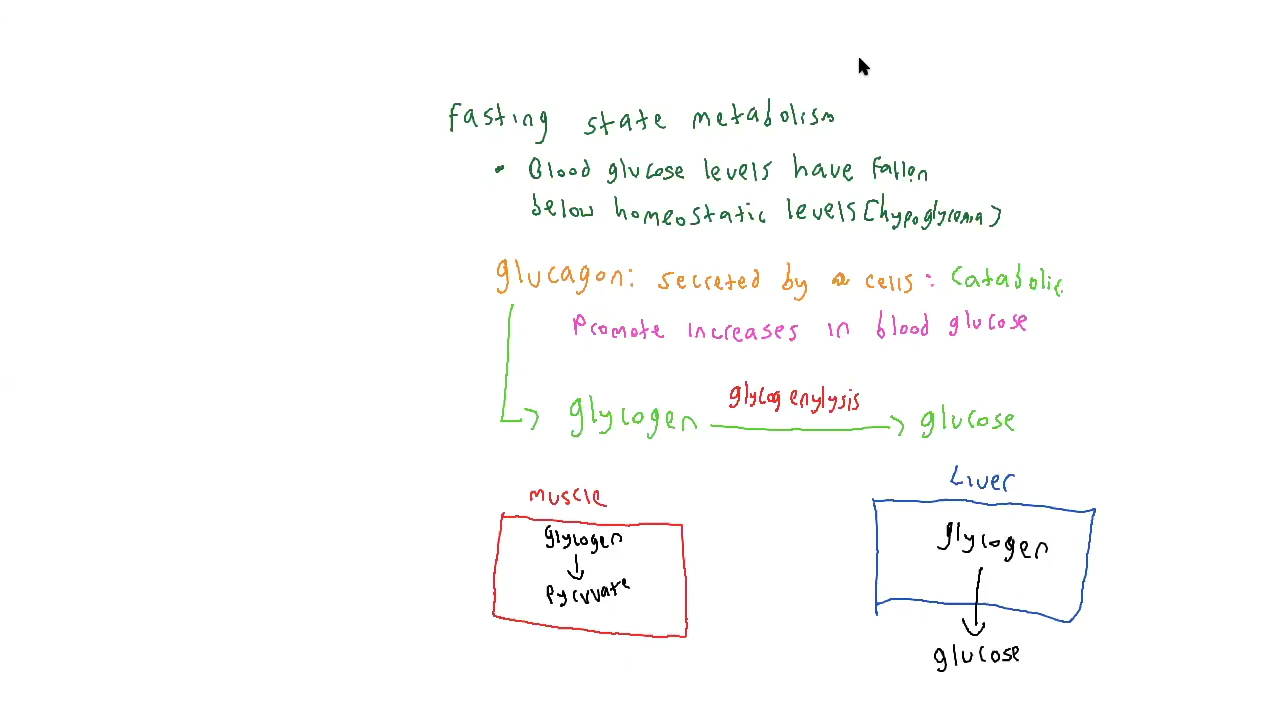 Fasting state metabolism
• Blood glucose levels have fallen
below homeostatic levels (hypoglycemia)
glucagon: secreted by α cells: catabolic
Promote increases in blood glucose
glycogenylysis
glycogen → glucose
Liver
muscle
glycogen
↓
Pyruvate
glycogen
↓
glucose